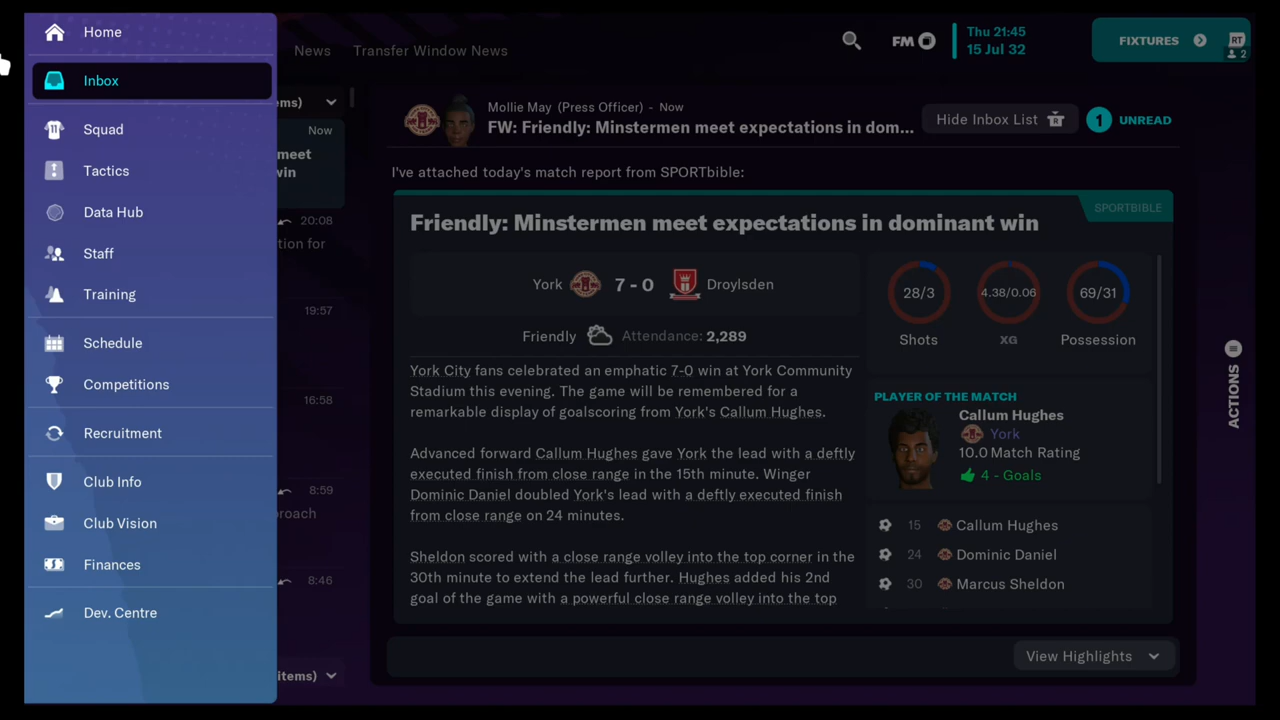 Home
Inbox
Squad
Tactics
Data Hub
Staff
Training
Schedule
Competitions
Recruitment
Club Info
Club Vision
Finances
Dev. Centre
News
Transfer Window News
FM
Thu 21:45
15 Jul 32
FIXTURES
RT
2
ms)
Now
meet
win
20:08
tion for
19:57
16:58
8:59
roach
8:46
items)
Mollie May (Press Officer) - Now
FW: Friendly: Minstermen meet expectations in dom...
Hide Inbox List
R
1 UNREAD
I've attached today's match report from SPORTbible:
SPORTBIBLE
Friendly: Minstermen meet expectations in dominant win
York 7 - 0 Droylsden
Friendly Attendance: 2,289
York City fans celebrated an emphatic 7-0 win at York Community
Stadium this evening. The game will be remembered for a
remarkable display of goalscoring from York's Callum Hughes.
Advanced forward Callum Hughes gave York the lead with a deftly
executed finish from close range in the 15th minute. Winger
Dominic Daniel doubled York's lead with a deftly executed finish
from close range on 24 minutes.
Sheldon scored with a close range volley into the top corner in the
30th minute to extend the lead further. Hughes added his 2nd
goal of the game with a powerful close range volley into the top
28/3
Shots
4.38/0.06
XG
69/31
Possession
PLAYER OF THE MATCH
Callum Hughes
York
10.0 Match Rating
4 - Goals
15 Callum Hughes
24 Dominic Daniel
30 Marcus Sheldon
ACTIONS
View Highlights